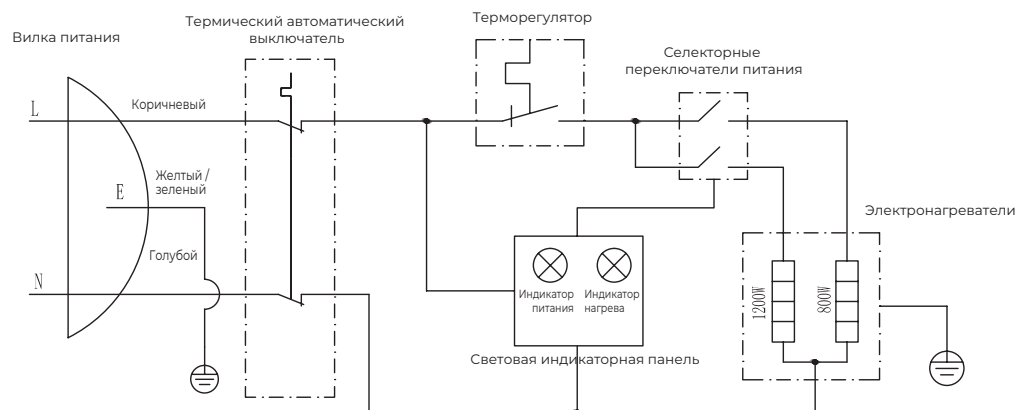 Вилка питания
Термический автоматический
выключатель
Терморегулятор
Селекторные
переключатели питания
L
Коричневый
Желтый /
зеленый
E
Голубой
N
Электронагреватели
Индикатор
питания
Индикатор
нагрева
1200W
800W
Световая индикаторная панель